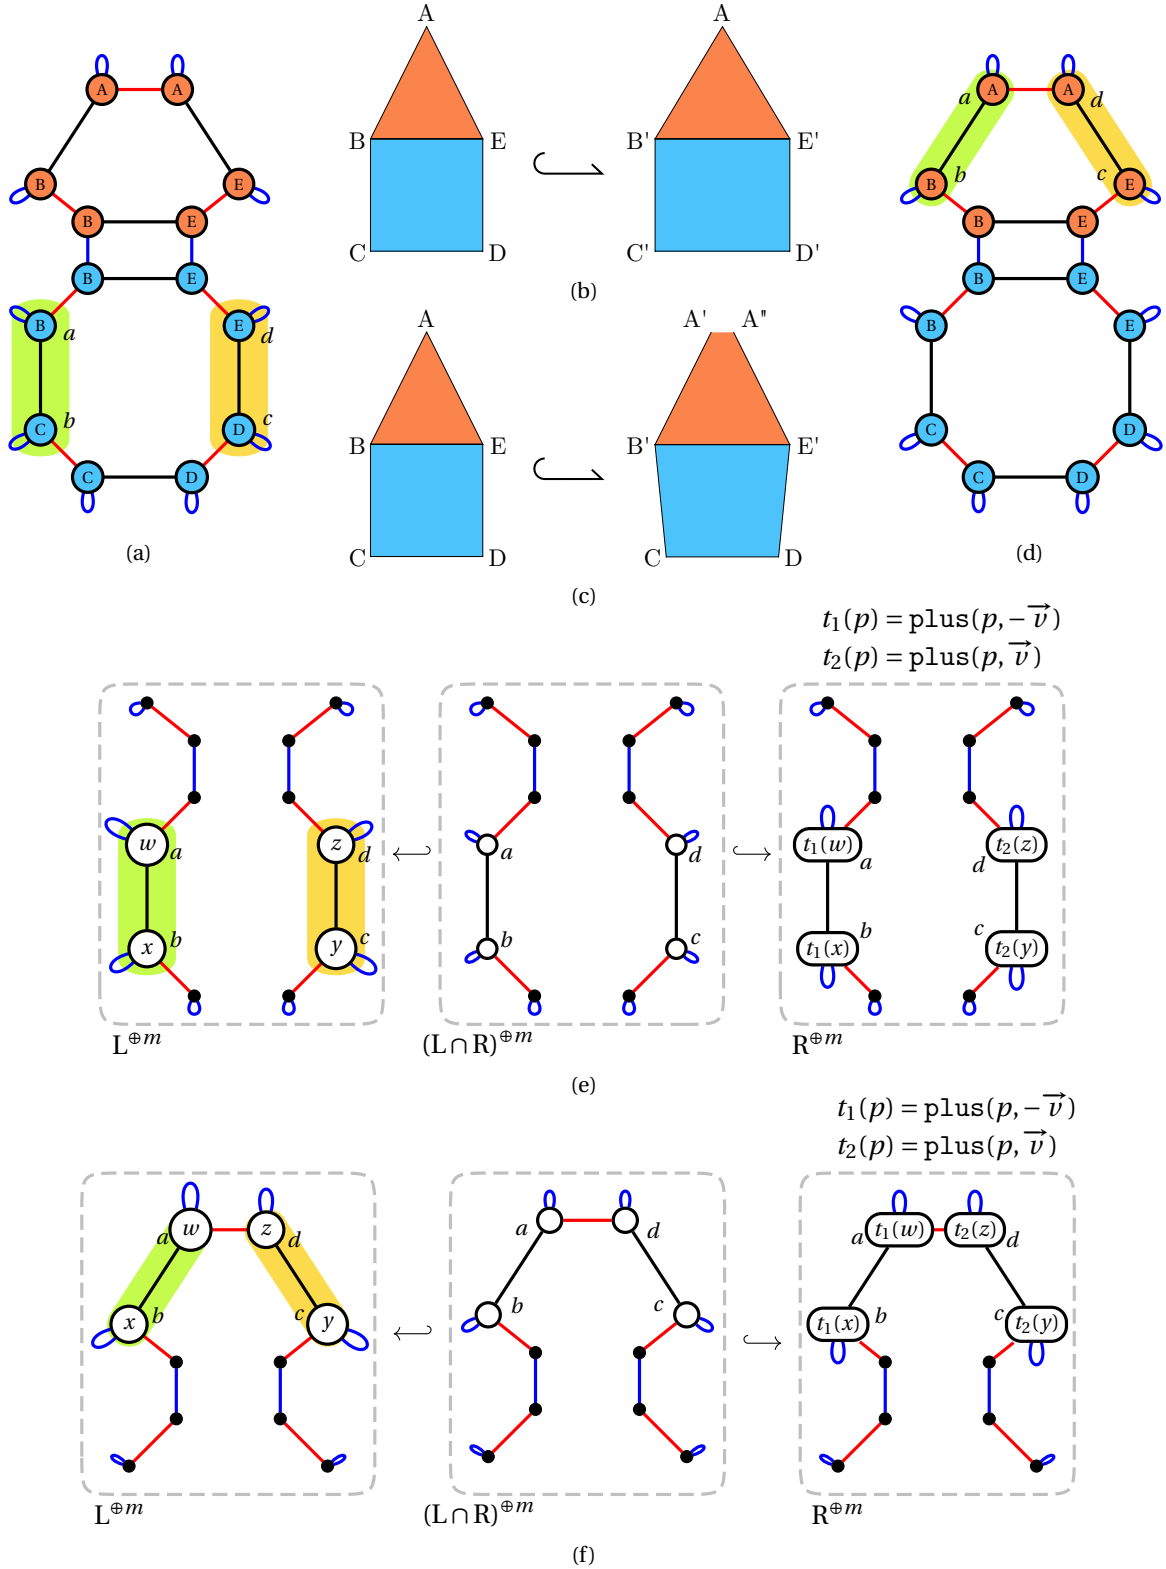 A A
B E
B E
B E
B a E d
C b D c
C D
(a)
A
B E
C D
A
B' E'
C' D'
(b)
A
B E
C D
A' A"
B' E'
C D
(c)
a A A d
B b c E
B E
B E
B E
C D
C D
(d)
t₁(p) = plus(p, −v⃗)
t₂(p) = plus(p, v⃗)
w a z d
x b y c
L⊕m
a d
b c
(L ∩ R)⊕m
t₁(w) a t₂(z) d
t₁(x) b t₂(y) c
R⊕m
(e)
t₁(p) = plus(p, −v⃗)
t₂(p) = plus(p, v⃗)
a w z d
x b c y
L⊕m
a d
b c
(L ∩ R)⊕m
a t₁(w) t₂(z) d
t₁(x) b c t₂(y)
R⊕m
(f)